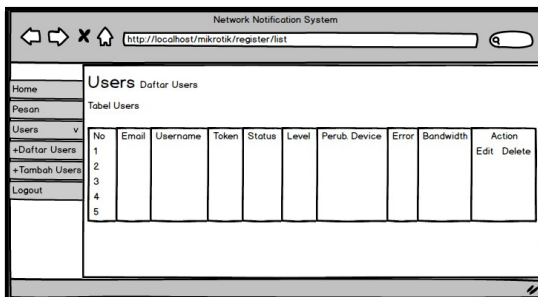 Network Notification System
http://localhost/mikrotik/register/list
Home
Pesan
Users v
+Daftar Users
+Tambah Users
Logout
Users Daftar Users
Tabel Users
No Email Username Token Status Level Perub. Device Error Bandwidth Action
1 Edit Delete
2
3
4
5